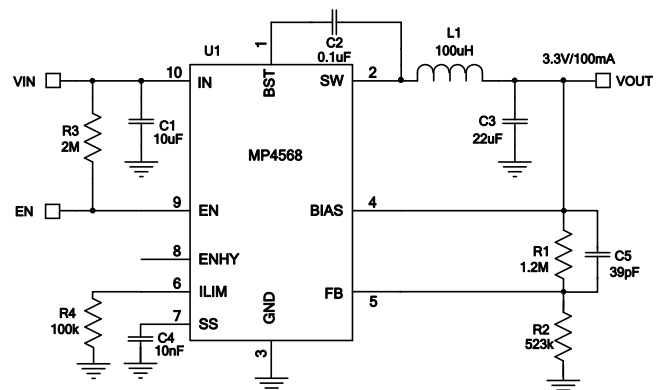 U1
1
C2
0.1uF
L1
100uH
3.3V/100mA
VIN
10
IN
BST
SW
2
VOUT
R3
2M
C1
10uF
C3
22uF
MP4568
EN
9
EN
BIAS
4
8
ENHY
R1
1.2M
C5
39pF
6
ILIM
GND
FB
5
R4
100k
7
SS
C4
10nF
3
R2
523k